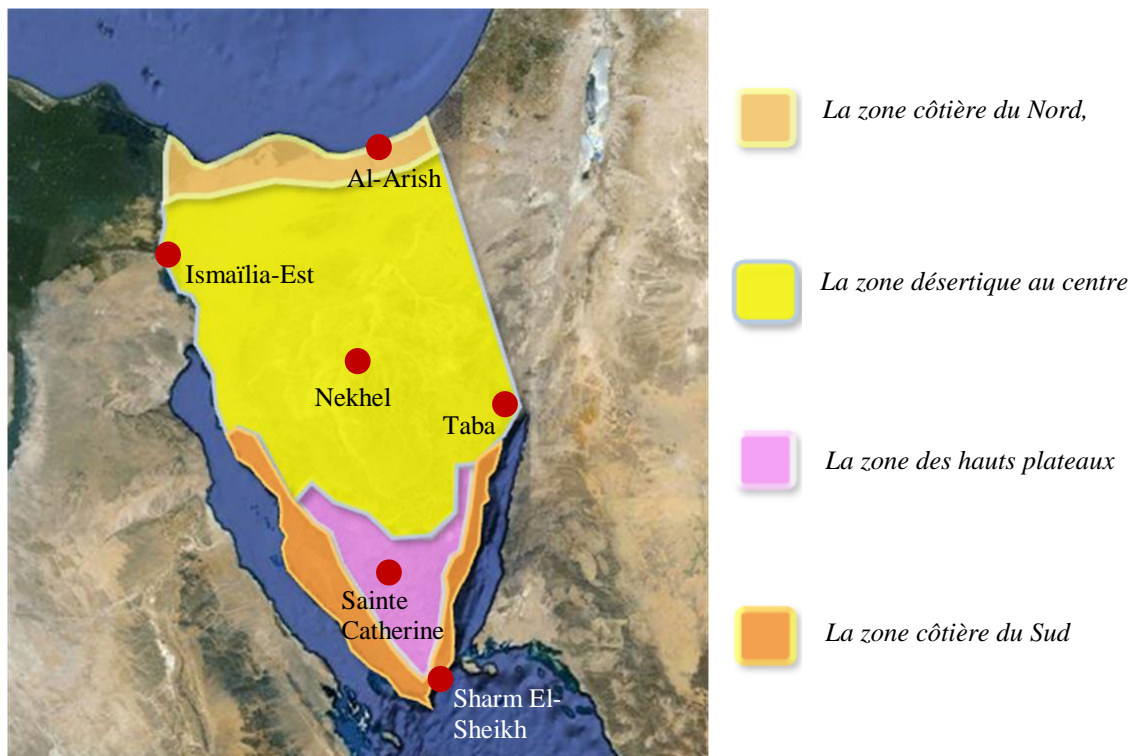 Al-Arish
Ismaïlia-Est
Nekhel
Taba
Sainte
Catherine
Sharm El-
Sheikh
La zone côtière du Nord,
La zone désertique au centre
La zone des hauts plateaux
La zone côtière du Sud